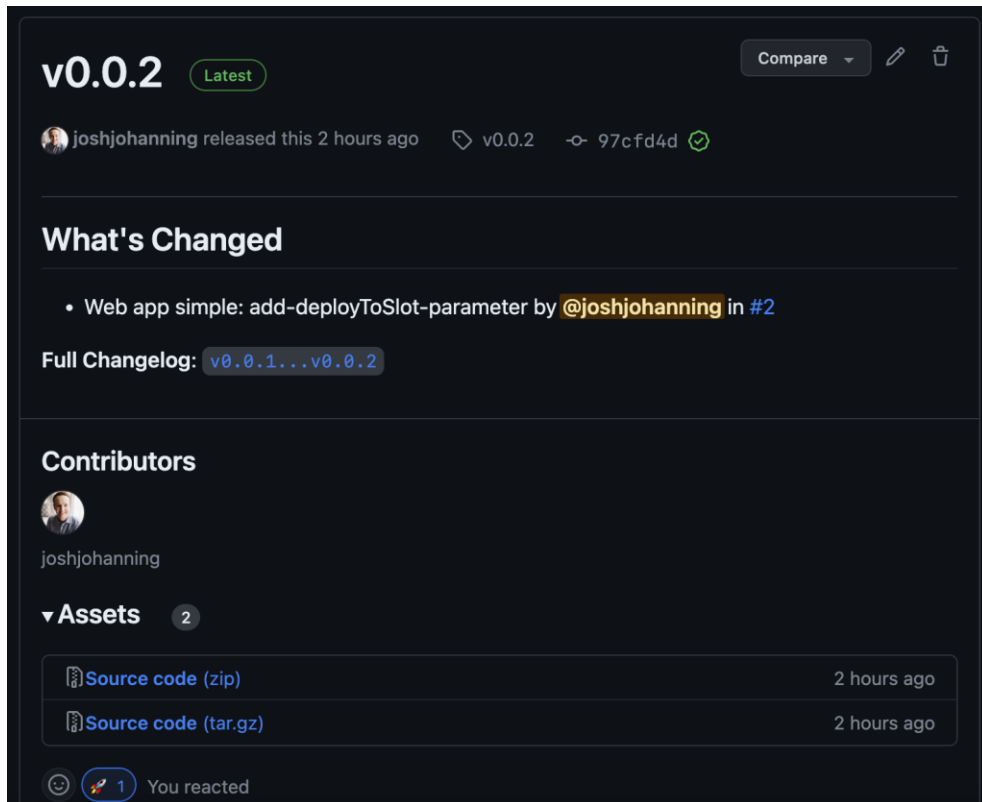 v0.0.2 Latest Compare
joshjohanning released this 2 hours ago v0.0.2 97cfd4d
What's Changed
• Web app simple: add-deployToSlot-parameter by @joshjohanning in #2
Full Changelog: v0.0.1...v0.0.2
Contributors
joshjohanning
Assets 2
Source code (zip) 2 hours ago
Source code (tar.gz) 2 hours ago
🚀 1 You reacted